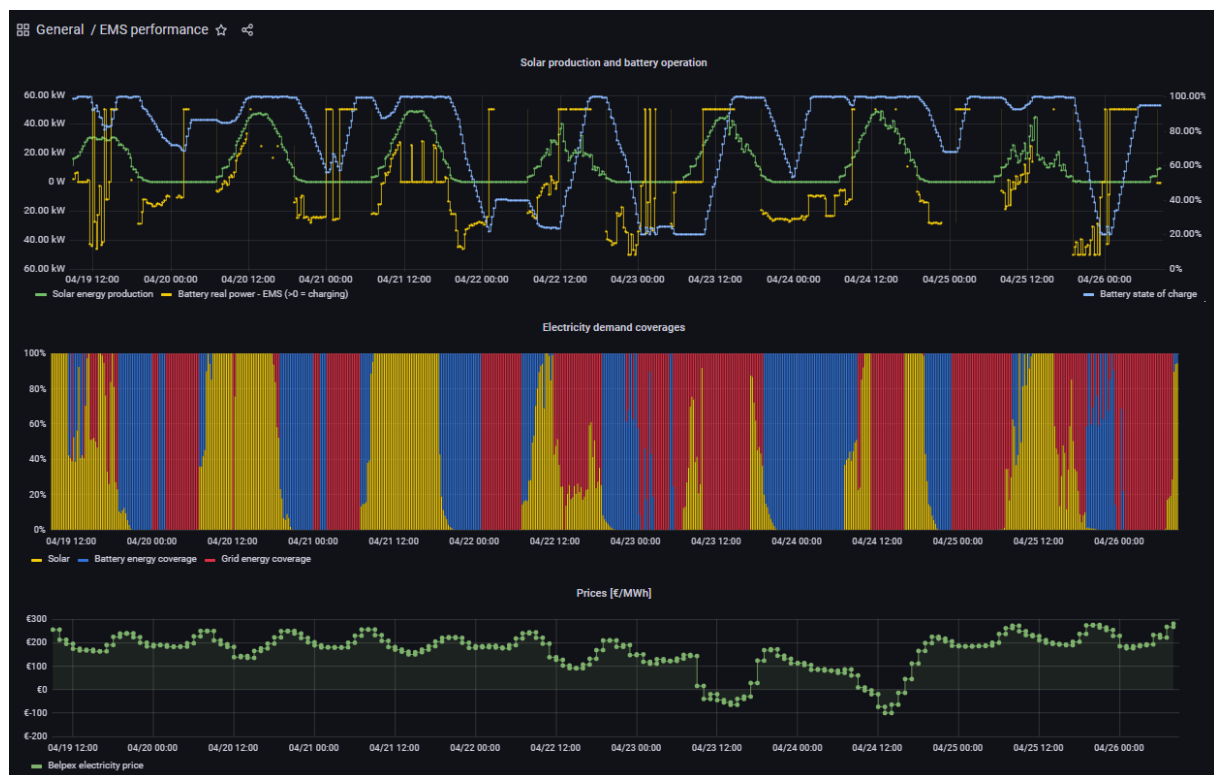 General / EMS performance
Solar production and battery operation
60.00 kW
40.00 kW
20.00 kW
0 W
20.00 kW
40.00 kW
60.00 kW
100.00%
80.00%
60.00%
40.00%
20.00%
0%
04/19 12:00 04/20 00:00 04/20 12:00 04/21 00:00 04/21 12:00 04/22 00:00 04/22 12:00 04/23 00:00 04/23 12:00 04/24 00:00 04/24 12:00 04/25 00:00 04/25 12:00 04/26 00:00
Solar energy production Battery real power - EMS (>0 = charging) Battery state of charge
Electricity demand coverages
100%
80%
60%
40%
20%
0%
04/19 12:00 04/20 00:00 04/20 12:00 04/21 00:00 04/21 12:00 04/22 00:00 04/22 12:00 04/23 00:00 04/23 12:00 04/24 00:00 04/24 12:00 04/25 00:00 04/25 12:00 04/26 00:00
Solar Battery energy coverage Grid energy coverage
Prices [€/MWh]
€300
€200
€100
€0
€-100
€-200
04/19 12:00 04/20 00:00 04/20 12:00 04/21 00:00 04/21 12:00 04/22 00:00 04/22 12:00 04/23 00:00 04/23 12:00 04/24 00:00 04/24 12:00 04/25 00:00 04/25 12:00 04/26 00:00
Belpex electricity price